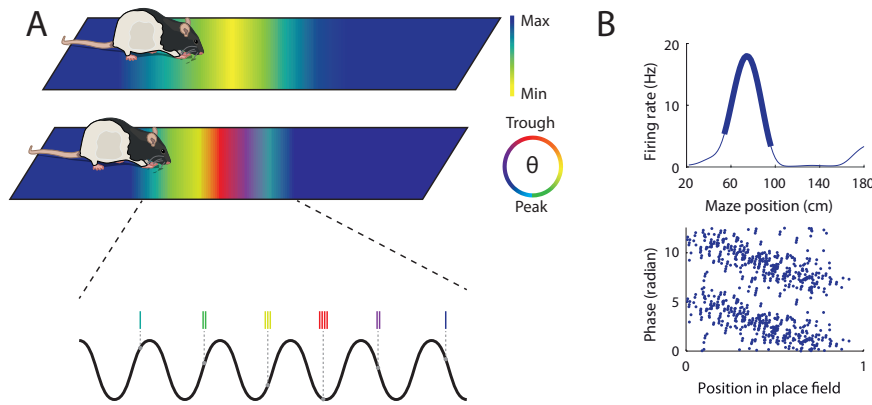 A
Max
Min
Trough
θ
Peak
B
Firing rate (Hz)
20
10
0
20
60
100
140
180
Maze position (cm)
Phase (radian)
10
5
0
0
1
Position in place field